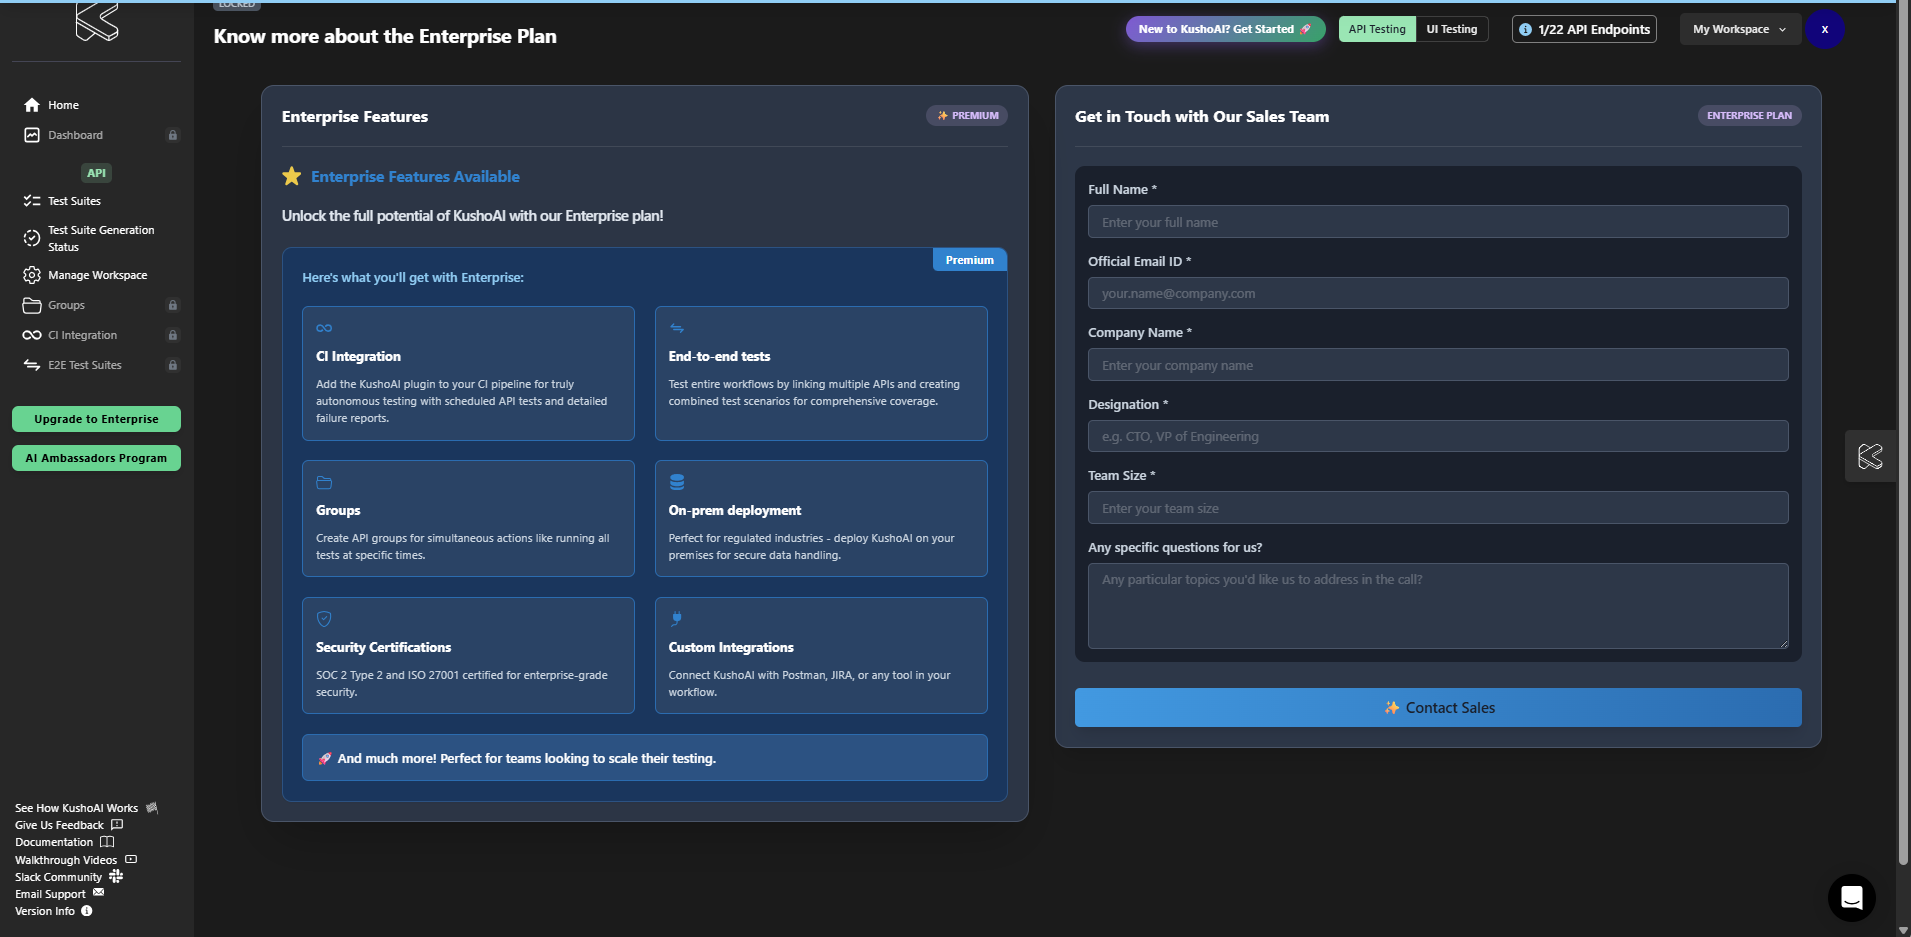 LOCKED
Know more about the Enterprise Plan
New to KushoAI? Get Started 🚀
API Testing
UI Testing
1/22 API Endpoints
My Workspace
x
Home
Dashboard
API
Test Suites
Test Suite Generation
Status
Manage Workspace
Groups
CI Integration
E2E Test Suites
Upgrade to Enterprise
AI Ambassadors Program
See How KushoAI Works
Give Us Feedback
Documentation
Walkthrough Videos
Slack Community
Email Support
Version Info
Enterprise Features
✨ PREMIUM
⭐ Enterprise Features Available
Unlock the full potential of KushoAI with our Enterprise plan!
Premium
Here's what you'll get with Enterprise:
CI Integration
Add the KushoAI plugin to your CI pipeline for truly
autonomous testing with scheduled API tests and detailed
failure reports.
End-to-end tests
Test entire workflows by linking multiple APIs and creating
combined test scenarios for comprehensive coverage.
Groups
Create API groups for simultaneous actions like running all
tests at specific times.
On-prem deployment
Perfect for regulated industries - deploy KushoAI on your
premises for secure data handling.
Security Certifications
SOC 2 Type 2 and ISO 27001 certified for enterprise-grade
security.
Custom Integrations
Connect KushoAI with Postman, JIRA, or any tool in your
workflow.
🚀 And much more! Perfect for teams looking to scale their testing.
Get in Touch with Our Sales Team
ENTERPRISE PLAN
Full Name *
Enter your full name
Official Email ID *
your.name@company.com
Company Name *
Enter your company name
Designation *
e.g. CTO, VP of Engineering
Team Size *
Enter your team size
Any specific questions for us?
Any particular topics you'd like us to address in the call?
✨ Contact Sales